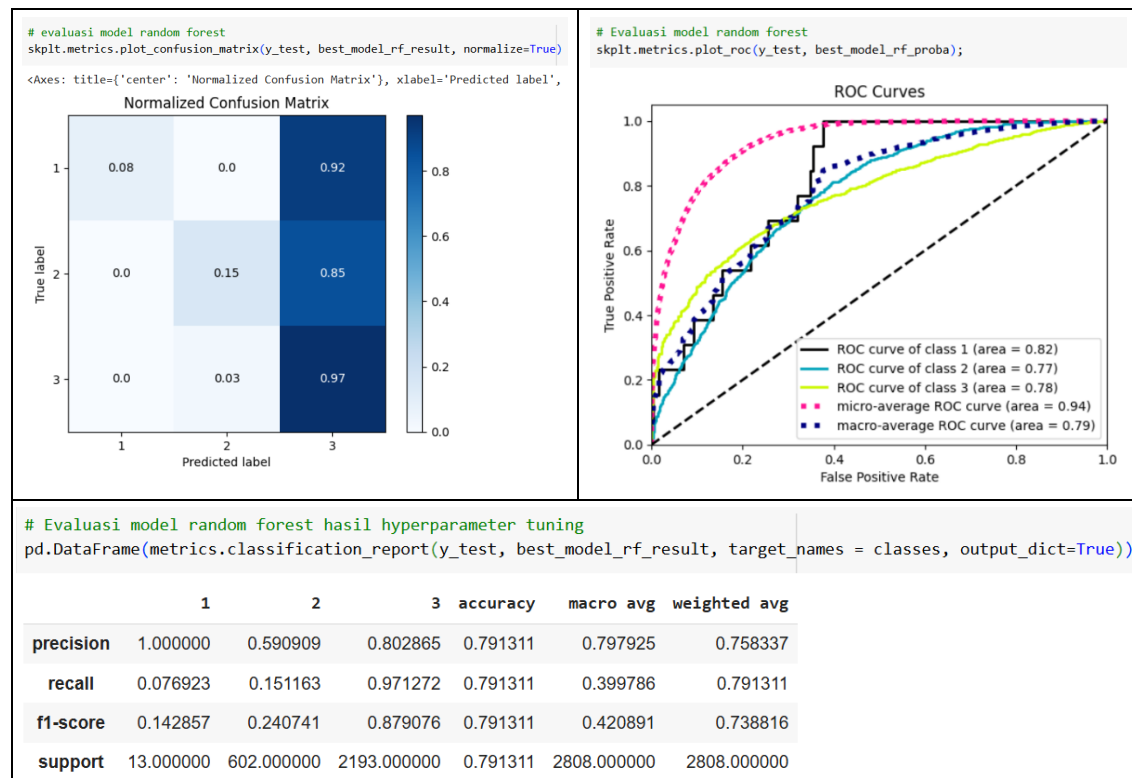 # evaluasi model random forest
skplt.metrics.plot_confusion_matrix(y_test, best_model_rf_result, normalize=True)
<Axes: title={'center': 'Normalized Confusion Matrix'}, xlabel='Predicted label',
Normalized Confusion Matrix
1
0.08 0.0 0.92
2
0.0 0.15 0.85
3
0.0 0.03 0.97
True label
1 2 3
Predicted label
0.8
0.6
0.4
0.2
0.0
# Evaluasi model random forest
skplt.metrics.plot_roc(y_test, best_model_rf_proba);
ROC Curves
1.0
0.8
0.6
0.4
0.2
0.0
True Positive Rate
ROC curve of class 1 (area = 0.82)
ROC curve of class 2 (area = 0.77)
ROC curve of class 3 (area = 0.78)
micro-average ROC curve (area = 0.94)
macro-average ROC curve (area = 0.79)
0.0 0.2 0.4 0.6 0.8 1.0
False Positive Rate
# Evaluasi model random forest hasil hyperparameter tuning
pd.DataFrame(metrics.classification_report(y_test, best_model_rf_result, target_names = classes, output_dict=True))
1 2 3 accuracy macro avg weighted avg
precision 1.000000 0.590909 0.802865 0.791311 0.797925 0.758337
recall 0.076923 0.151163 0.971272 0.791311 0.399786 0.791311
f1-score 0.142857 0.240741 0.879076 0.791311 0.420891 0.738816
support 13.000000 602.000000 2193.000000 0.791311 2808.000000 2808.000000